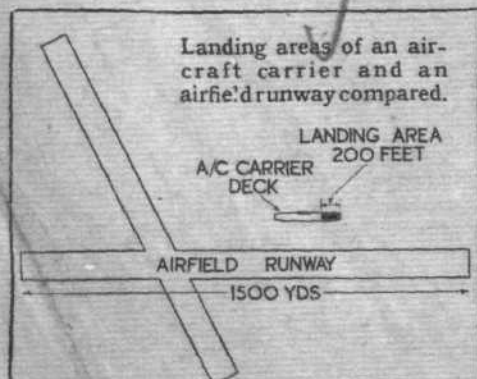 Landing areas of an air-
craft carrier and an
airfield runway compared.
LANDING AREA
200 FEET
A/C CARRIER
DECK
AIRFIELD RUNWAY
1500 YDS